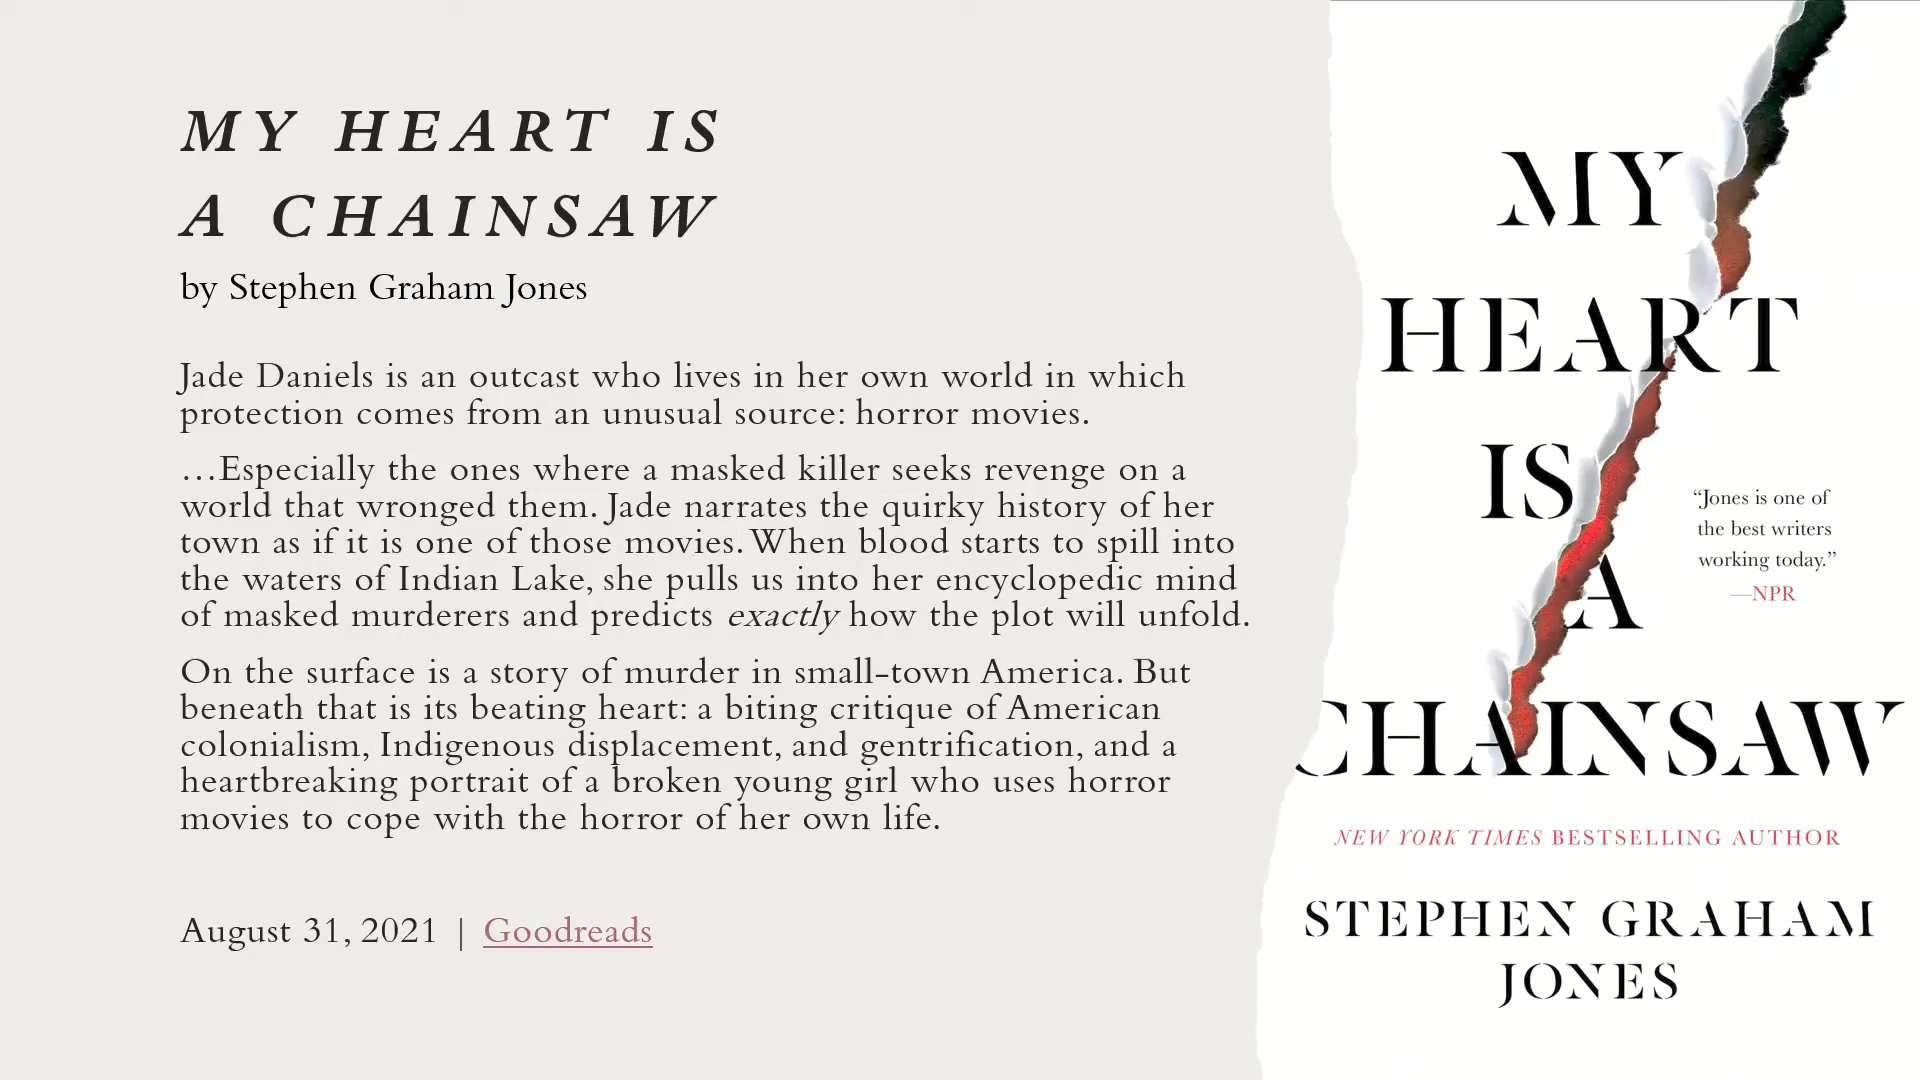 MY HEART IS
A CHAINSAW
by Stephen Graham Jones
Jade Daniels is an outcast who lives in her own world in which
protection comes from an unusual source: horror movies.
…Especially the ones where a masked killer seeks revenge on a
world that wronged them. Jade narrates the quirky history of her
town as if it is one of those movies. When blood starts to spill into
the waters of Indian Lake, she pulls us into her encyclopedic mind
of masked murderers and predicts exactly how the plot will unfold.
On the surface is a story of murder in small-town America. But
beneath that is its beating heart: a biting critique of American
colonialism, Indigenous displacement, and gentrification, and a
heartbreaking portrait of a broken young girl who uses horror
movies to cope with the horror of her own life.
August 31, 2021 | Goodreads
MY
HEART
IS
A
CHAINSAW
“Jones is one of
the best writers
working today.”
—NPR
NEW YORK TIMES BESTSELLING AUTHOR
STEPHEN GRAHAM
JONES